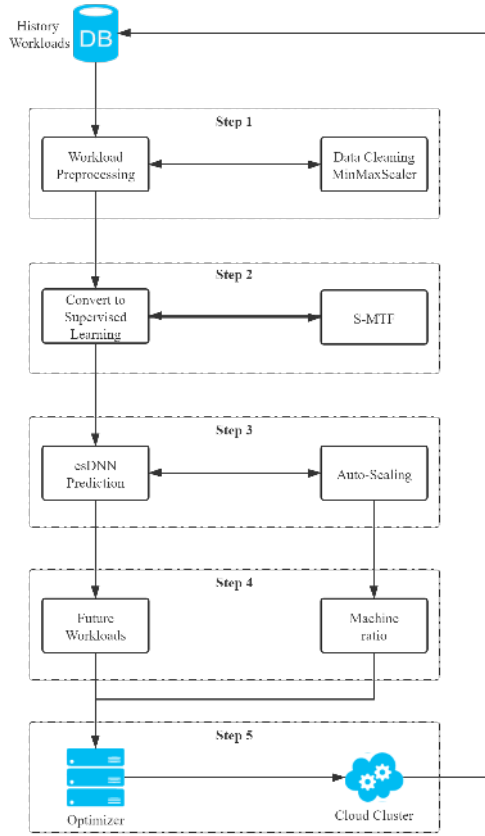 History
Workloads
DB
Step 1
Workload
Preprocessing
Data Cleaning
MinMaxScaler
Step 2
Convert to
Supervised
Learning
S-MTF
Step 3
esDNN
Prediction
Auto-Scaling
Step 4
Future
Workloads
Machine
ratio
Step 5
Optimizer
Cloud Cluster